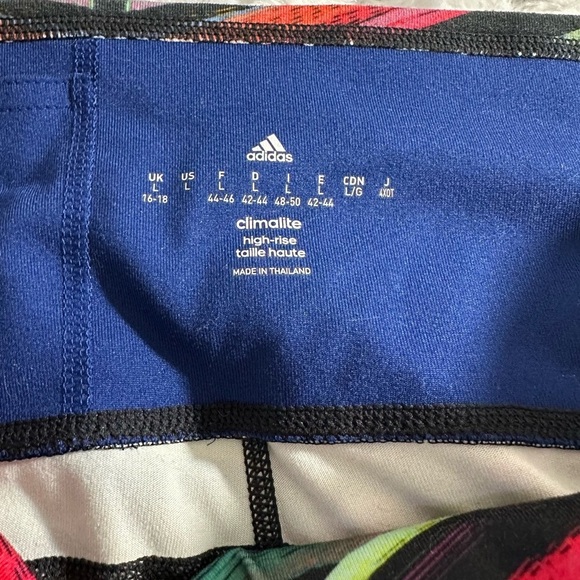 adidas
UK US F D I E CDN J
L L L L L L L/G 4XOT
16-18 44-46 42-44 48-50 42-44
climalite
high-rise
taille haute
MADE IN THAILAND